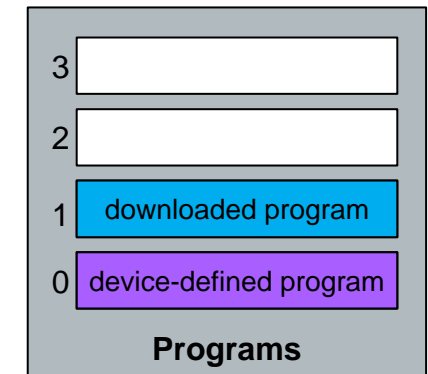 3
2
1 downloaded program
0 device-defined program
Programs